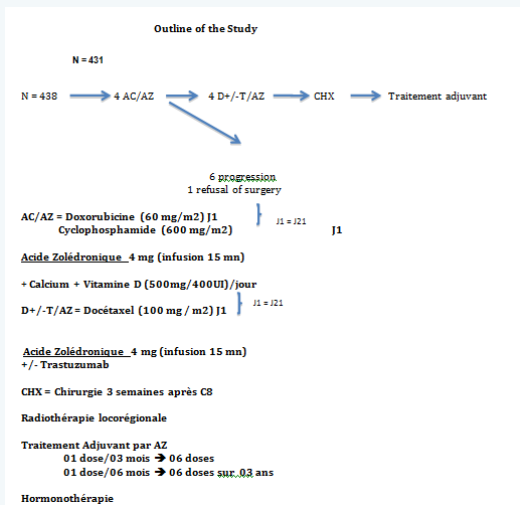 Outline of the Study
N = 431
N = 438 4 AC/AZ 4 D+/-T/AZ CHX Traitement adjuvant
6 progression
1 refusal of surgery
AC/AZ = Doxorubicine (60 mg/m2) J1
J1 = J21
Cyclophosphamide (600 mg/m2) J1
Acide Zolédronique 4 mg (infusion 15 mn)
+ Calcium + Vitamine D (500mg/400UI)/jour
D+/-T/AZ = Docétaxel (100 mg / m2) J1
J1 = J21
Acide Zolédronique 4 mg (infusion 15 mn)
+/- Trastuzumab
CHX = Chirurgie 3 semaines après C8
Radiothérapie locorégionale
Traitement Adjuvant par AZ
01 dose/03 mois ➔ 06 doses
01 dose/06 mois ➔ 06 doses sur 03 ans
Hormonothérapie